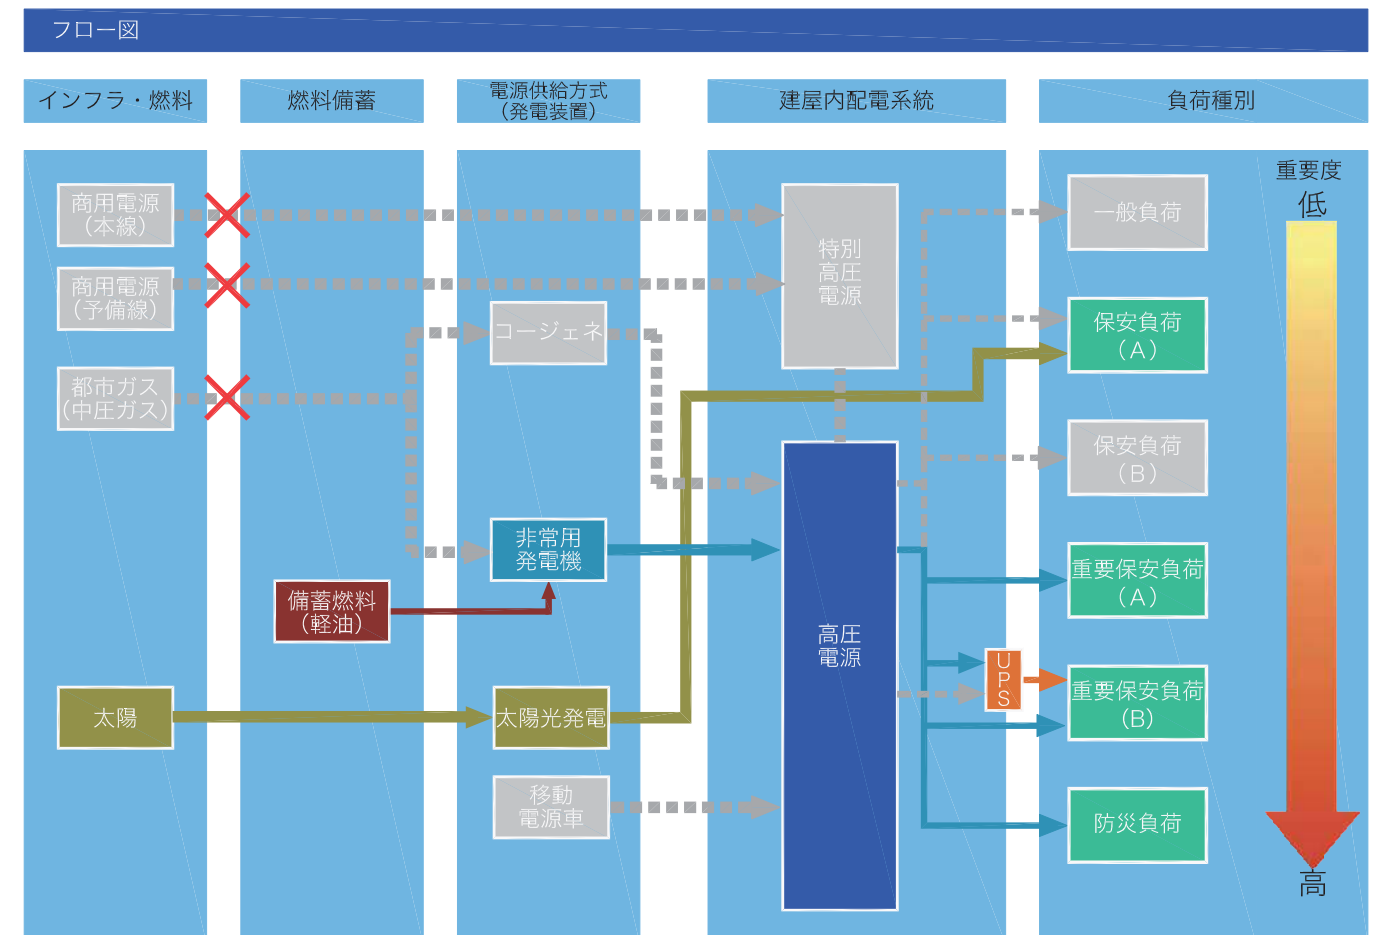 フロー図
インフラ・燃料
燃料備蓄
電源供給方式
(発電装置)
建屋内配電系統
負荷種別
商用電源
(本線)
商用電源
(予備線)
都市ガス
(中圧ガス)
太陽
備蓄燃料
(軽油)
コージェネ
非常用
発電機
太陽光発電
移動
電源車
特別
高圧
電源
高圧
電源
U
P
S
一般負荷
保安負荷
(A)
保安負荷
(B)
重要保安負荷
(A)
重要保安負荷
(B)
防災負荷
重要度
低
高